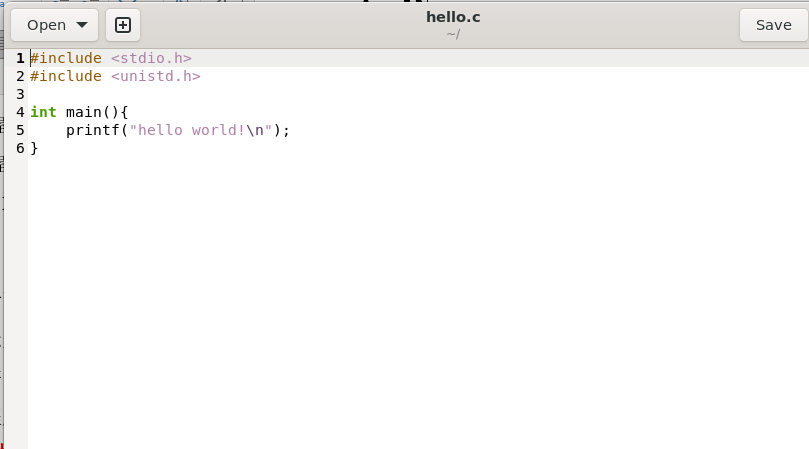 Open
hello.c
~/
Save
1 #include <stdio.h>
2 #include <unistd.h>
3
4 int main(){
5     printf("hello world!\n");
6 }